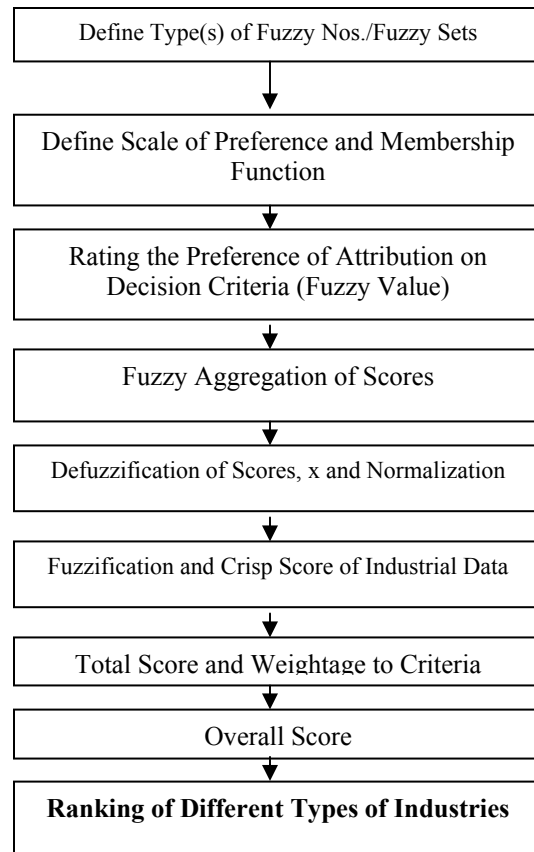 Define Type(s) of Fuzzy Nos./Fuzzy Sets
Define Scale of Preference and Membership
Function
Rating the Preference of Attribution on
Decision Criteria (Fuzzy Value)
Fuzzy Aggregation of Scores
Defuzzification of Scores, x and Normalization
Fuzzification and Crisp Score of Industrial Data
Total Score and Weightage to Criteria
Overall Score
Ranking of Different Types of Industries